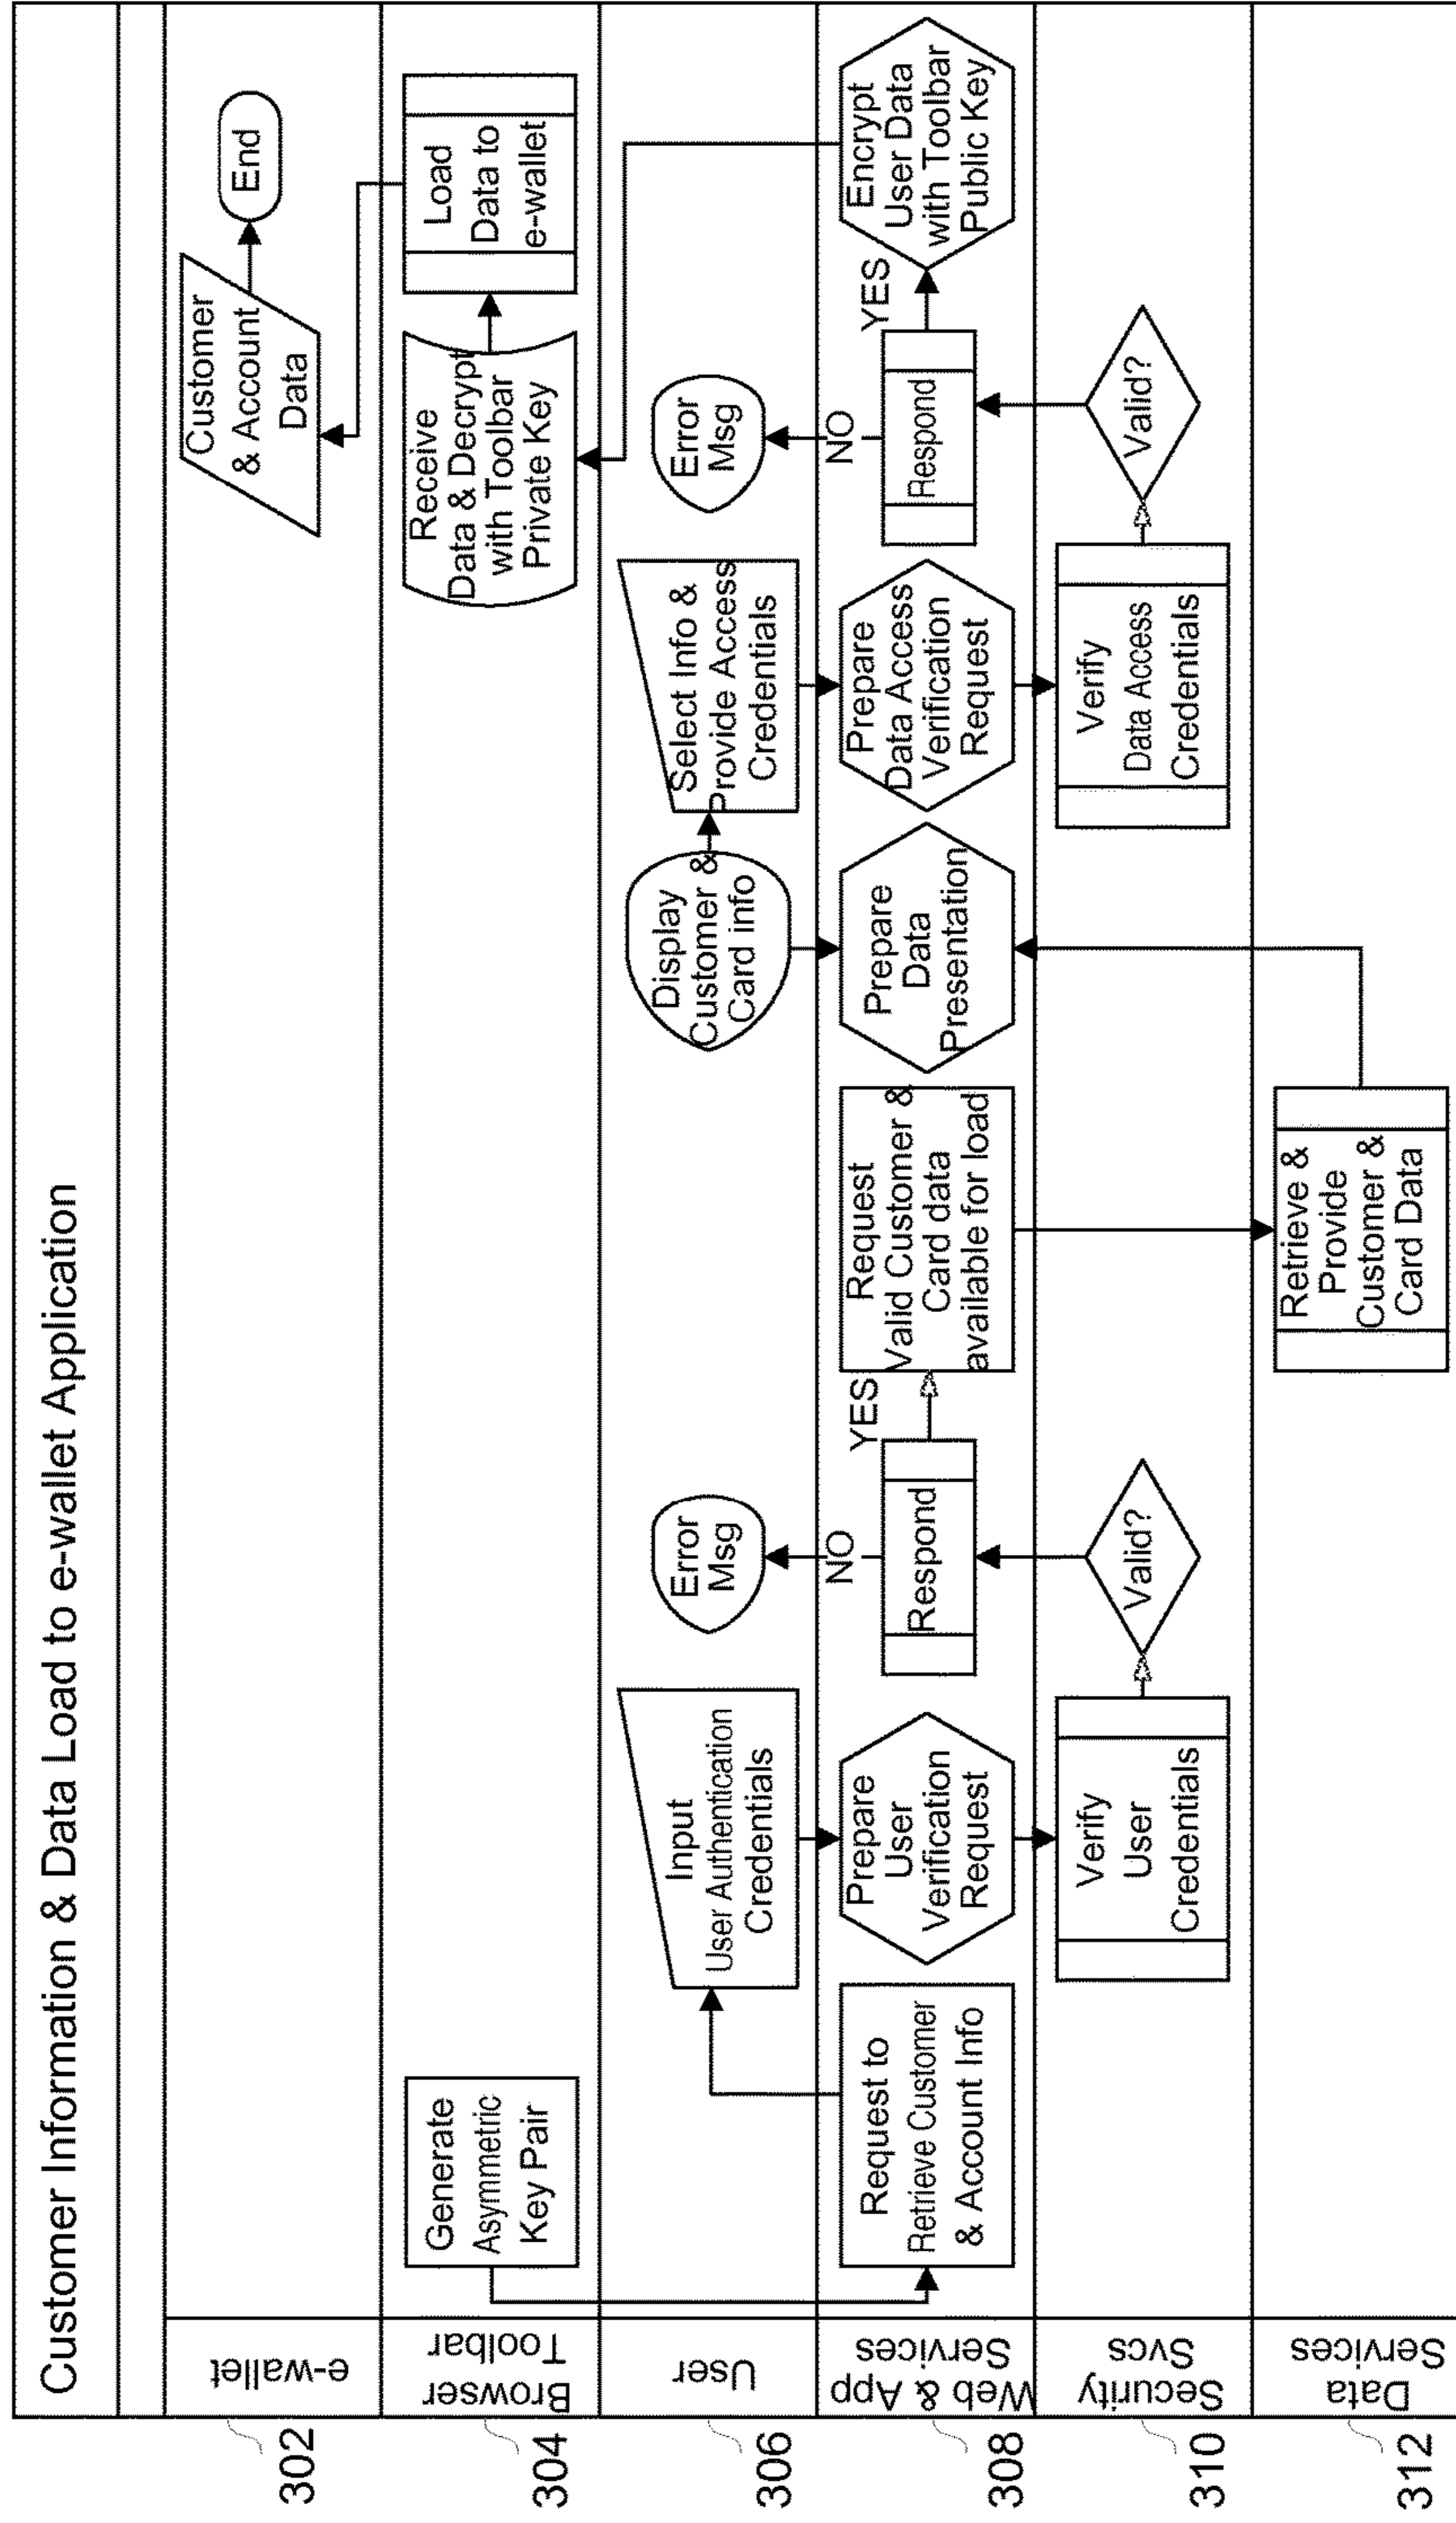 Customer Information & Data Load to e-wallet Application
302
e-wallet
Customer
& Account
Data
End
304
Browser
Toolbar
Generate
Asymmetric
Key Pair
Receive
Data & Decrypt
with Toolbar
Private Key
Load
Data to
e-wallet
306
User
Input
User Authentication
Credentials
Error
Msg
Display
Customer &
Card info
Select Info &
Provide Access
Credentials
Error
Msg
308
Web & App
Services
Request to
Retrieve Customer
& Account Info
Prepare
User
Verification
Request
NO
Respond
YES
Request
Valid Customer &
Card data
available for load
Prepare
Data
Presentation
Prepare
Data Access
Verification
Request
NO
Respond
YES
Encrypt
User Data
with Toolbar
Public Key
310
Security
Svcs
Verify
User
Credentials
Valid?
Verify
Data Access
Credentials
Valid?
312
Data
Services
Retrieve &
Provide
Customer &
Card Data